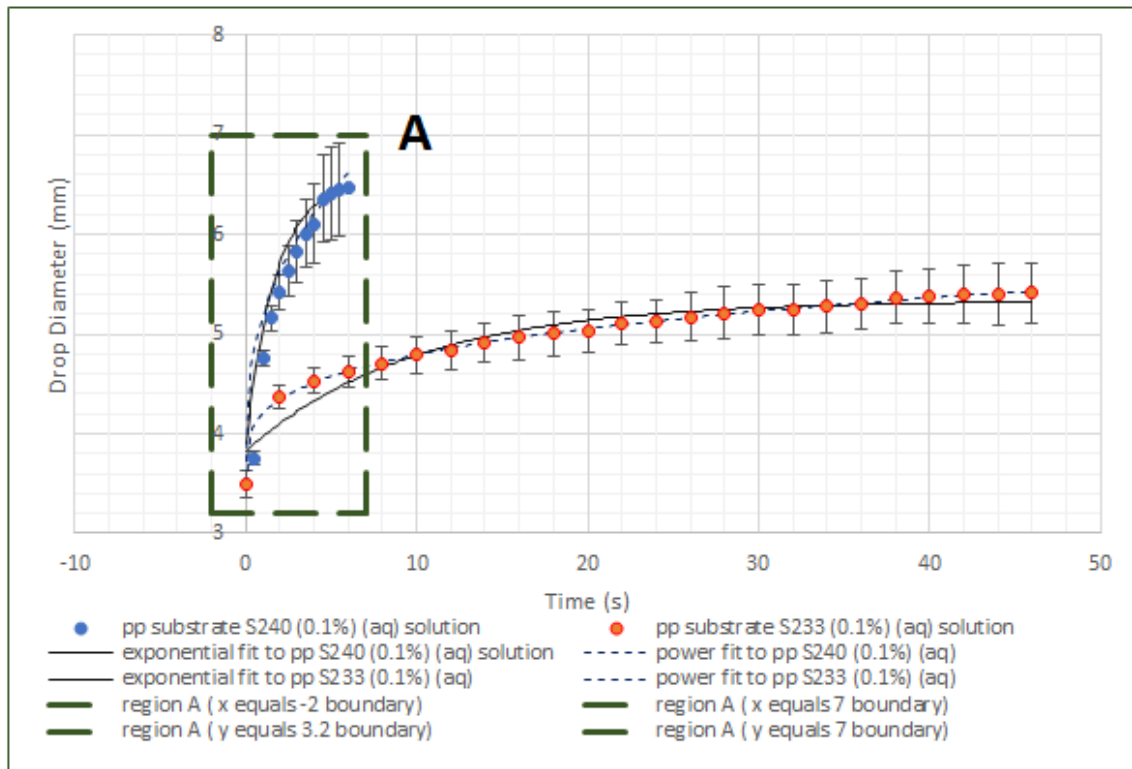 8
A
7
6
5
4
3
Drop Diameter (mm)
-10 0 10 20 30 40 50
Time (s)
pp substrate S240 (0.1%) (aq) solution pp substrate S233 (0.1%) (aq) solution
exponential fit to pp S240 (0.1%) (aq) solution power fit to pp S240 (0.1%) (aq)
exponential fit to pp S233 (0.1%) (aq) power fit to pp S233 (0.1%) (aq)
region A ( x equals -2 boundary) region A ( x equals 7 boundary)
region A ( y equals 3.2 boundary) region A ( y equals 7 boundary)